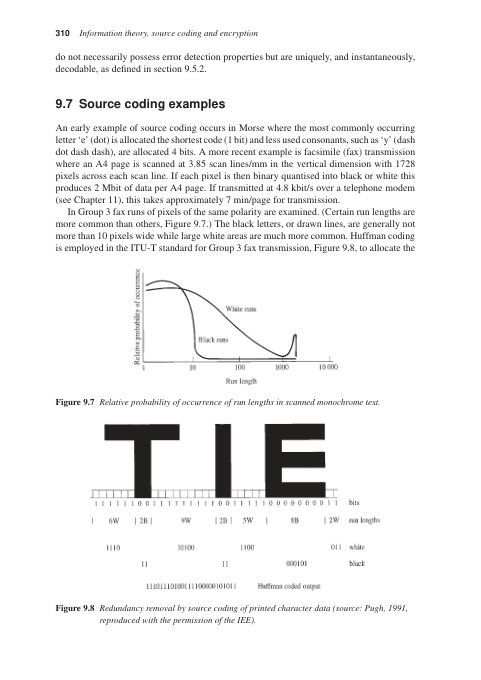 310 Information theory, source coding and encryption
do not necessarily possess error detection properties but are uniquely, and instantaneously,
decodable, as defined in section 9.5.2.
9.7 Source coding examples
An early example of source coding occurs in Morse where the most commonly occurring
letter ‘e’ (dot) is allocated the shortest code (1 bit) and less used consonants, such as ‘y’ (dash
dot dash dash), are allocated 4 bits. A more recent example is facsimile (fax) transmission
where an A4 page is scanned at 3.85 scan lines/mm in the vertical dimension with 1728
pixels across each scan line. If each pixel is then binary quantised into black or white this
produces 2 Mbit of data per A4 page. If transmitted at 4.8 kbit/s over a telephone modem
(see Chapter 11), this takes approximately 7 min/page for transmission.
In Group 3 fax runs of pixels of the same polarity are examined. (Certain run lengths are
more common than others, Figure 9.7.) The black letters, or drawn lines, are generally not
more than 10 pixels wide while large white areas are much more common. Huffman coding
is employed in the ITU-T standard for Group 3 fax transmission, Figure 9.8, to allocate the
Relative probability of occurrence
White runs
Black runs
1 10 100 1000 10 000
Run length
Figure 9.7 Relative probability of occurrence of run lengths in scanned monochrome text.
TIE
1 1 1 1 1 1 0 0 1 1 1 1 1 1 1 1 1 0 0 1 1 1 1 1 0 0 0 0 0 0 0 0 1 1 bits
| 6W | 2B | 9W | 2B | 5W | 8B | 2W run lengths
1110 10100 1100 011 white
11 11 000101 black
11101110100111100000101011 Huffman coded output
Figure 9.8 Redundancy removal by source coding of printed character data (source: Pugh, 1991,
reproduced with the permission of the IEE).